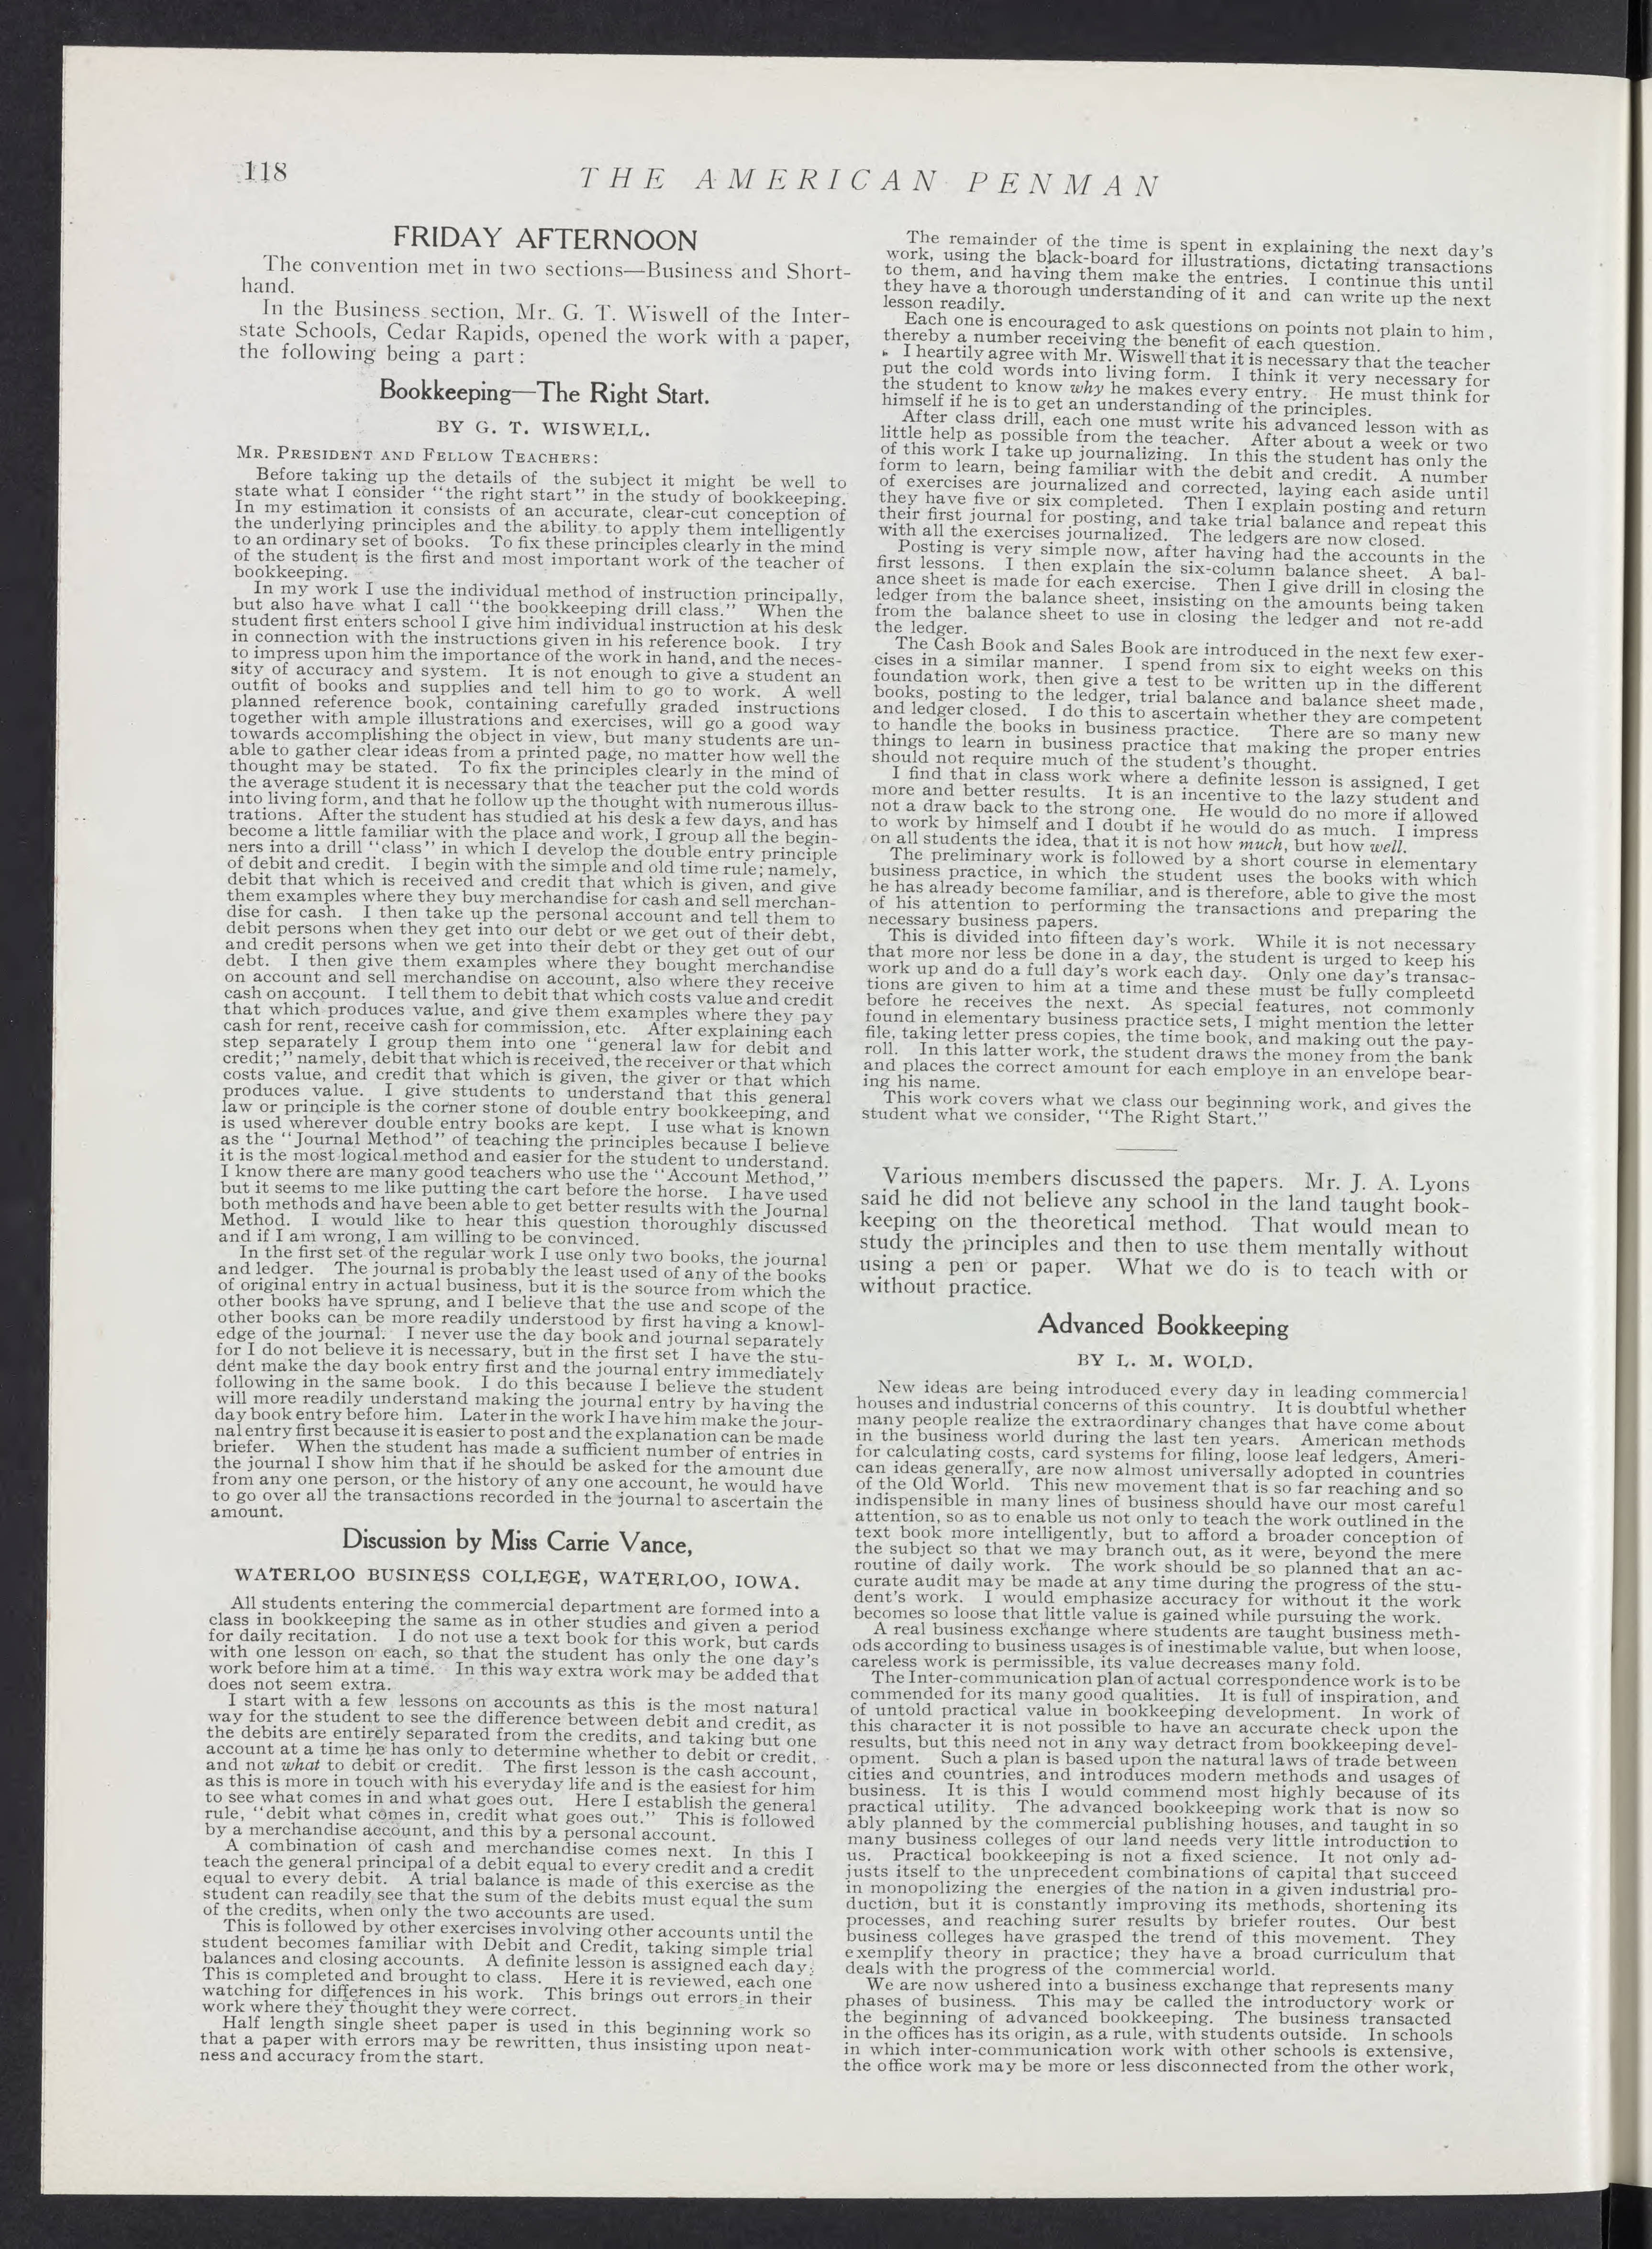 118
THE AMERICAN PENMAN
FRIDAY AFTERNOON
The convention met in two sections—Business and Short-
hand.
In the Business section, Mr. G. T. Wiswell of the Inter-
state Schools, Cedar Rapids, opened the work with a paper,
the following being a part:
Bookkeeping—The Right Start.
BY G. T. WISWELL.
MR. PRESIDENT AND FELLOW TEACHERS:
Before taking up the details of the subject it might be well to
state what I consider "the right start" in the study of bookkeeping.
In my estimation it consists of an accurate, clear-cut conception of
the underlying principles and the ability to apply them intelligently
to an ordinary set of books. To fix these principles clearly in the mind
of the student is the first and most important work of the teacher of
bookkeeping.
In my work I use the individual method of instruction principally,
but also have what I call "the bookkeeping drill class." When the
student first enters school I give him individual instruction at his desk
in connection with the instructions given in his reference book. I try
to impress upon him the importance of the work in hand, and the neces-
sity of accuracy and system. It is not enough to give a student an
outfit of books and supplies and tell him to go to work. A well
planned reference book, containing carefully graded instructions
together with ample illustrations and exercises, will go a good way
towards accomplishing the object in view, but many students are un-
able to gather clear ideas from a printed page, no matter how well the
thought may be stated. To fix the principles clearly in the mind of
the average student it is necessary that the teacher put the cold words
into living form, and that he follow up the thought with numerous illus-
trations. After the student has studied at his desk a few days, and has
become a little familiar with the place and work, I group all the begin-
ners into a drill "class" in which I develop the double entry principle
of debit and credit. I begin with the simple and old time rule; namely,
debit that which is received and credit that which is given, and give
them examples where they buy merchandise for cash and sell merchan-
dise for cash. I then take up the personal account and tell them to
debit persons when they get into our debt or we get out of their debt,
and credit persons when we get into their debt or they get out of our
debt. I then give them examples where they bought merchandise
on account and sell merchandise on account, also where they receive
cash on account. I tell them to debit that which costs value and credit
that which produces value, and give them examples where they pay
cash for rent, receive cash for commission, etc. After explaining each
step separately I group them into one "general law for debit and
credit;" namely, debit that which is received, the receiver or that which
costs value, and credit that which is given, the giver or that which
produces value. I give students to understand that this general
law or principle is the corner stone of double entry bookkeeping, and
is used wherever double entry books are kept. I use what is known
as the "Journal Method" of teaching the principles because I believe
it is the most logical method and easier for the student to understand.
I know there are many good teachers who use the "Account Method,"
but it seems to me like putting the cart before the horse. I have used
both methods and have been able to get better results with the Journal
Method. I would like to hear this question thoroughly discussed
and if I am wrong, I am willing to be convinced.
In the first set of the regular work I use only two books, the journal
and ledger. The journal is probably the least used of any of the books
of original entry in actual business, but it is the source from which the
other books have sprung, and I believe that the use and scope of the
other books can be more readily understood by first having a knowl-
edge of the journal. I never use the day book and journal separately
for I do not believe it is necessary, but in the first set I have the stu-
dent make the day book entry first and the journal entry immediately
following in the same book. I do this because I believe the student
will more readily understand making the journal entry by having the
day book entry before him. Later in the work I have him make the jour-
nal entry first because it is easier to post and the explanation can be made
briefer. When the student has made a sufficient number of entries in
the journal I show him that if he should be asked for the amount due
from any one person, or the history of any one account, he would have
to go over all the transactions recorded in the journal to ascertain the
amount.
Discussion by Miss Carrie Vance,
WATERLOO BUSINESS COLLEGE, WATERLOO, IOWA.
All students entering the commercial department are formed into a
class in bookkeeping the same as in other studies and given a period
for daily recitation. I do not use a text book for this work, but cards
with one lesson on each, so that the student has only the one day's
work before him at a time. In this way extra work may be added that
does not seem extra.
I start with a few lessons on accounts as this is the most natural
way for the student to see the difference between debit and credit, as
the debits are entirely separated from the credits, and taking but one
account at a time he has only to determine whether to debit or credit,
and not what to debit or credit. The first lesson is the cash account,
as this is more in touch with his everyday life and is the easiest for him
to see what comes in and what goes out. Here I establish the general
rule, "debit what comes in, credit what goes out." This is followed
by a merchandise account, and this by a personal account.
A combination of cash and merchandise comes next. In this I
teach the general principal of a debit equal to every credit and a credit
equal to every debit. A trial balance is made of this exercise as the
student can readily see that the sum of the debits must equal the sum
of the credits, when only the two accounts are used.
This is followed by other exercises involving other accounts until the
student becomes familiar with Debit and Credit, taking simple trial
balances and closing accounts. A definite lesson is assigned each day.
This is completed and brought to class. Here it is reviewed, each one
watching for differences in his work. This brings out errors in their
work where they thought they were correct.
Half length single sheet paper is used in this beginning work so
that a paper with errors may be rewritten, thus insisting upon neat-
ness and accuracy from the start.
The remainder of the time is spent in explaining the next day's
work, using the black-board for illustrations, dictating transactions
to them, and having them make the entries. I continue this until
they have a thorough understanding of it and can write up the next
lesson readily.
Each one is encouraged to ask questions on points not plain to him,
thereby a number receiving the benefit of each question.
I heartily agree with Mr. Wiswell that it is necessary that the teacher
put the cold words into living form. I think it very necessary for
the student to know why he makes every entry. He must think for
himself if he is to get an understanding of the principles.
After class drill, each one must write his advanced lesson with as
little help as possible from the teacher. After about a week or two
of this work I take up journalizing. In this the student has only the
form to learn, being familiar with the debit and credit. A number
of exercises are journalized and corrected, laying each aside until
they have five or six completed. Then I explain posting and return
their first journal for posting, and take trial balance and repeat this
with all the exercises journalized. The ledgers are now closed.
Posting is very simple now, after having had the accounts in the
first lessons. I then explain the six-column balance sheet. A bal-
ance sheet is made for each exercise. Then I give drill in closing the
ledger from the balance sheet, insisting on the amounts being taken
from the balance sheet to use in closing the ledger and not re-add
the ledger.
The Cash Book and Sales Book are introduced in the next few exer-
cises in a similar manner. I spend from six to eight weeks on this
foundation work, then give a test to be written up in the different
books, posting to the ledger, trial balance and balance sheet made,
and ledger closed. I do this to ascertain whether they are competent
to handle the books in business practice. There are so many new
things to learn in business practice that making the proper entries
should not require much of the student's thought.
I find that in class work where a definite lesson is assigned, I get
more and better results. It is an incentive to the lazy student and
not a draw back to the strong one. He would do no more if allowed
to work by himself and I doubt if he would do as much. I impress
on all students the idea, that it is not how much, but how well.
The preliminary work is followed by a short course in elementary
business practice, in which the student uses the books with which
he has already become familiar, and is therefore, able to give the most
of his attention to performing the transactions and preparing the
necessary business papers.
This is divided into fifteen day's work. While it is not necessary
that more nor less be done in a day, the student is urged to keep his
work up and do a full day's work each day. Only one day's transac-
tions are given to him at a time and these must be fully compleetd
before he receives the next. As special features, not commonly
found in elementary business practice sets, I might mention the letter
file, taking letter press copies, the time book, and making out the pay-
roll. In this latter work, the student draws the money from the bank
and places the correct amount for each employe in an envelope bear-
ing his name.
This work covers what we class our beginning work, and gives the
student what we consider, "The Right Start."
Various members discussed the papers. Mr. J. A. Lyons
said he did not believe any school in the land taught book-
keeping on the theoretical method. That would mean to
study the principles and then to use them mentally without
using a pen or paper. What we do is to teach with or
without practice.
Advanced Bookkeeping
BY L. M. WOLD.
New ideas are being introduced every day in leading commercial
houses and industrial concerns of this country. It is doubtful whether
many people realize the extraordinary changes that have come about
in the business world during the last ten years. American methods
for calculating costs, card systems for filing, loose leaf ledgers, Ameri-
can ideas generally, are now almost universally adopted in countries
of the Old World. This new movement that is so far reaching and so
indispensible in many lines of business should have our most careful
attention, so as to enable us not only to teach the work outlined in the
text book more intelligently, but to afford a broader conception of
the subject so that we may branch out, as it were, beyond the mere
routine of daily work. The work should be so planned that an ac-
curate audit may be made at any time during the progress of the stu-
dent's work. I would emphasize accuracy for without it the work
becomes so loose that little value is gained while pursuing the work.
A real business exchange where students are taught business meth-
ods according to business usages is of inestimable value, but when loose,
careless work is permissible, its value decreases many fold.
The Inter-communication plan of actual correspondence work is to be
commended for its many good qualities. It is full of inspiration, and
of untold practical value in bookkeeping development. In work of
this character it is not possible to have an accurate check upon the
results, but this need not in any way detract from bookkeeping devel-
opment. Such a plan is based upon the natural laws of trade between
cities and countries, and introduces modern methods and usages of
business. It is this I would commend most highly because of its
practical utility. The advanced bookkeeping work that is now so
ably planned by the commercial publishing houses, and taught in so
many business colleges of our land needs very little introduction to
us. Practical bookkeeping is not a fixed science. It not only ad-
justs itself to the unprecedent combinations of capital that succeed
in monopolizing the energies of the nation in a given industrial pro-
duction, but it is constantly improving its methods, shortening its
processes, and reaching surer results by briefer routes. Our best
business colleges have grasped the trend of this movement. They
exemplify theory in practice; they have a broad curriculum that
deals with the progress of the commercial world.
We are now ushered into a business exchange that represents many
phases of business. This may be called the introductory work or
the beginning of advanced bookkeeping. The business transacted
in the offices has its origin, as a rule, with students outside. In schools
in which inter-communication work with other schools is extensive,
the office work may be more or less disconnected from the other work,